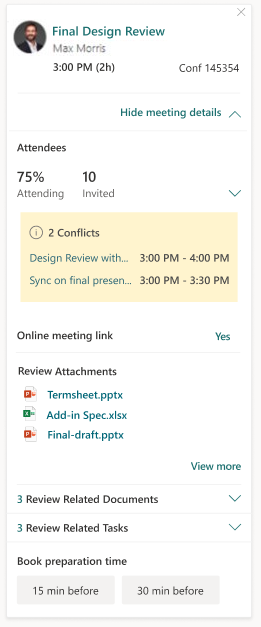 Final Design Review
Max Morris
3:00 PM (2h) Conf 145354
Hide meeting details
Attendees
75% 10
Attending Invited
2 Conflicts
Design Review with... 3:00 PM - 4:00 PM
Sync on final presen... 3:00 PM - 3:30 PM
Online meeting link Yes
Review Attachments
Termsheet.pptx
Add-in Spec.xlsx
Final-draft.pptx
View more
3 Review Related Documents
3 Review Related Tasks
Book preparation time
15 min before 30 min before